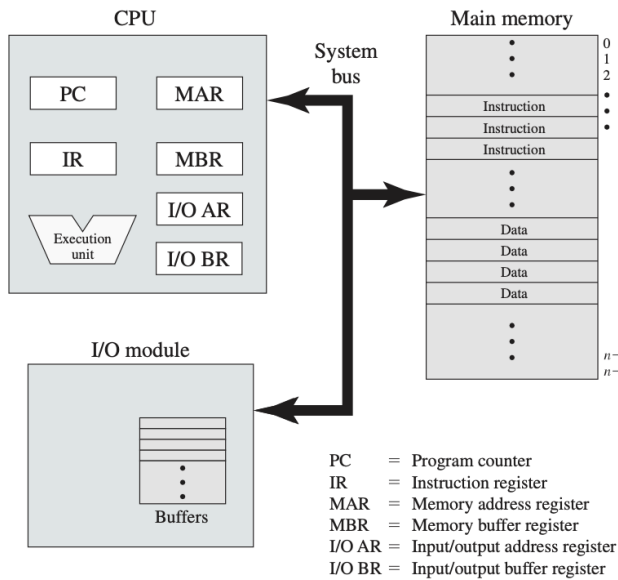 CPU
Main memory
System
bus
0
1
2
PC
MAR
Instruction
Instruction
IR
MBR
Instruction
I/O AR
Execution
unit
I/O BR
Data
Data
Data
Data
I/O module
n–
n–
Buffers
PC = Program counter
IR = Instruction register
MAR = Memory address register
MBR = Memory buffer register
I/O AR = Input/output address register
I/O BR = Input/output buffer register